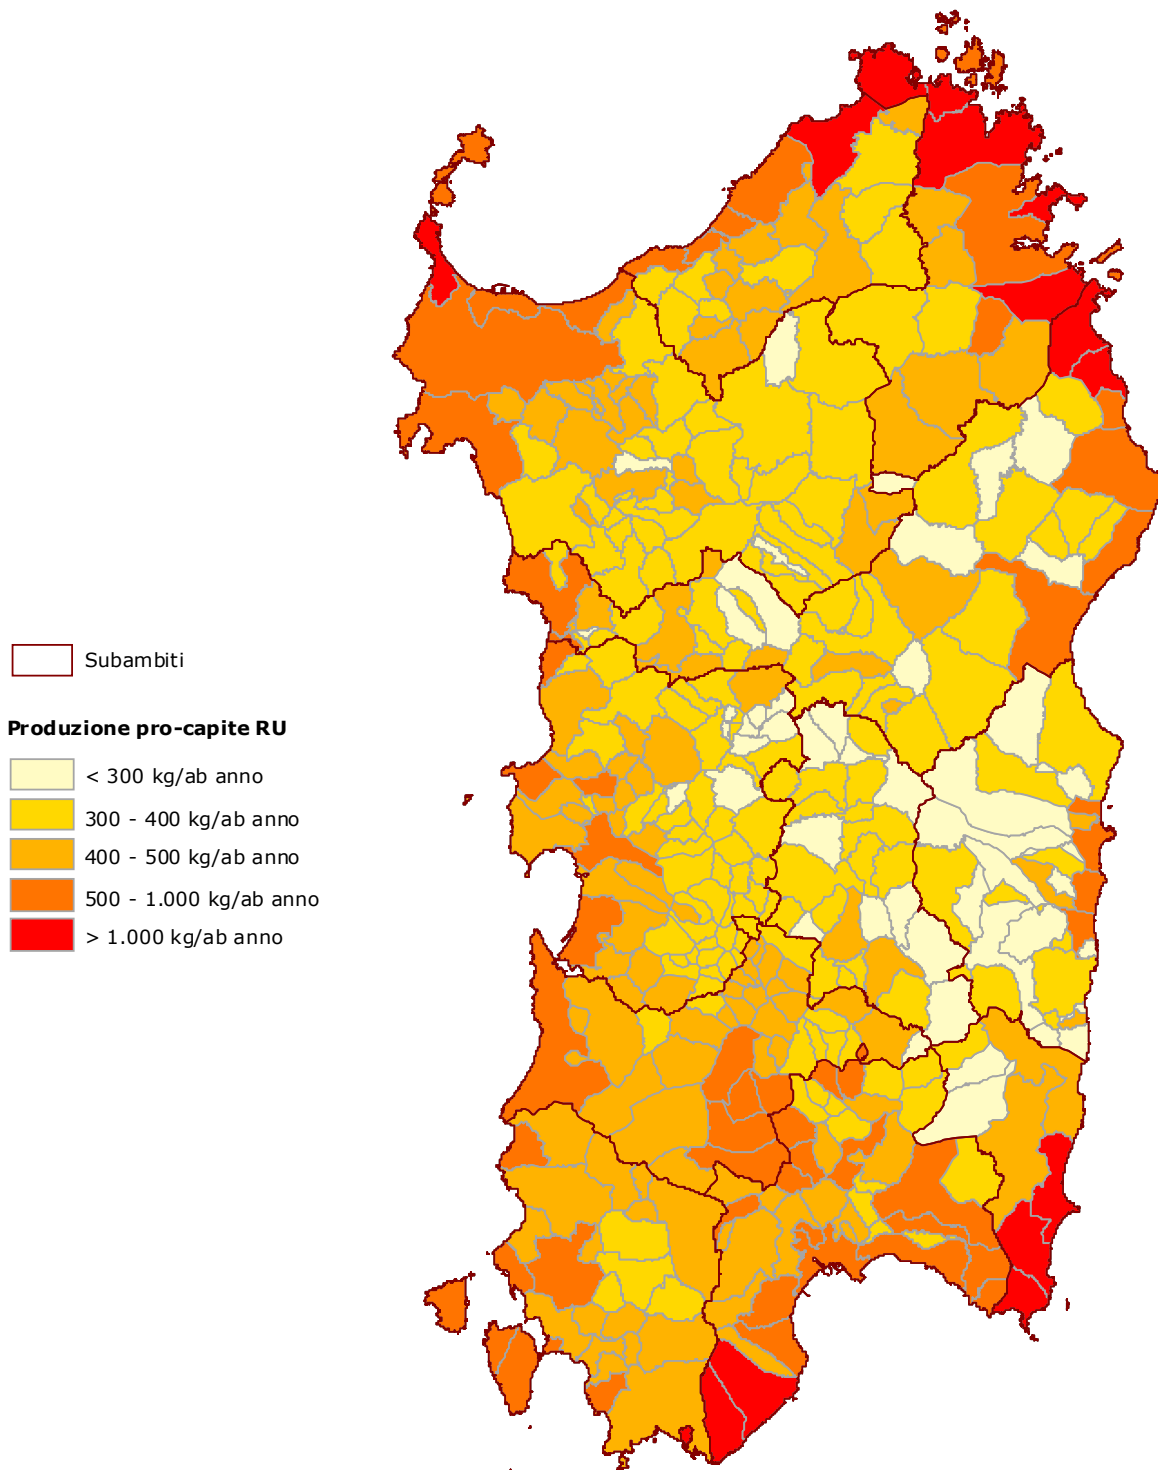 Subambiti
Produzione pro-capite RU
< 300 kg/ab anno
300 - 400 kg/ab anno
400 - 500 kg/ab anno
500 - 1.000 kg/ab anno
> 1.000 kg/ab anno